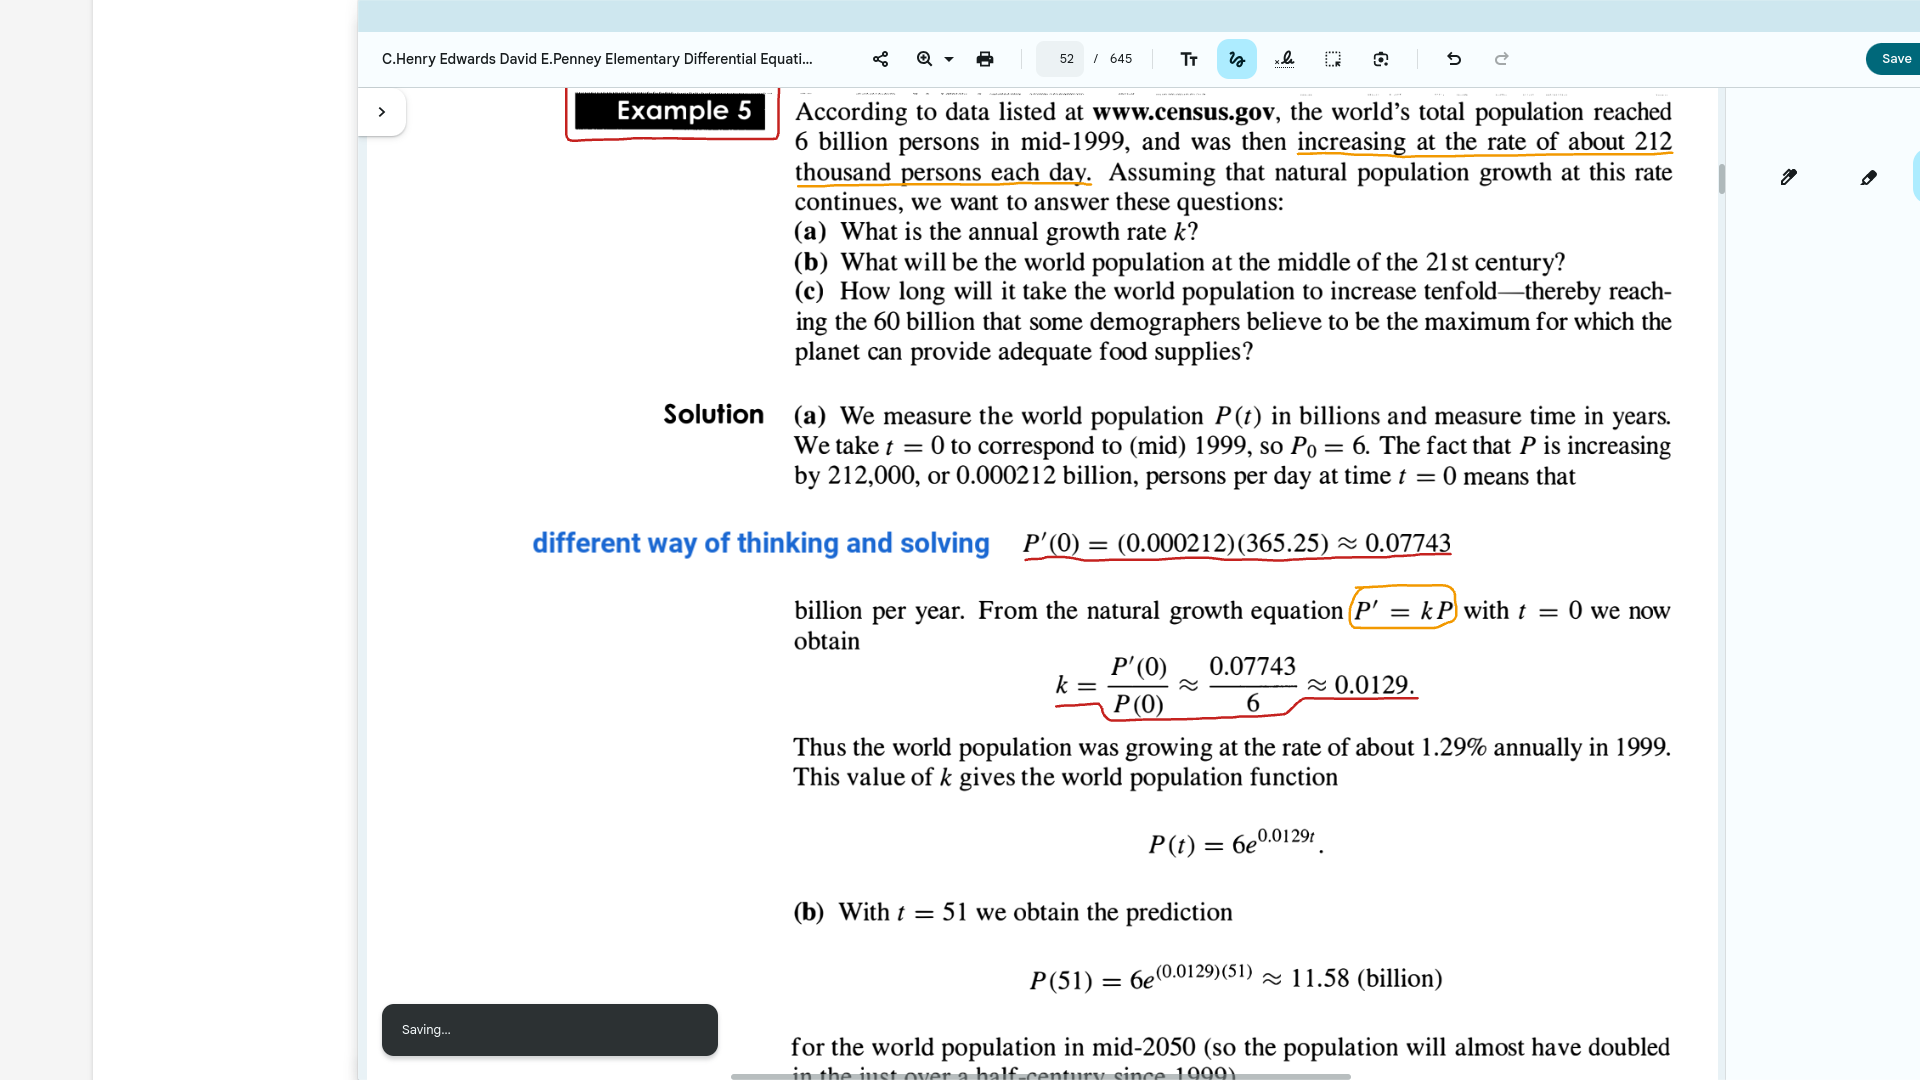 C.Henry Edwards David E.Penney Elementary Differential Equati...
52 / 645
Save
Example 5
According to data listed at www.census.gov, the world's total population reached
6 billion persons in mid-1999, and was then increasing at the rate of about 212
thousand persons each day. Assuming that natural population growth at this rate
continues, we want to answer these questions:
(a) What is the annual growth rate k?
(b) What will be the world population at the middle of the 21st century?
(c) How long will it take the world population to increase tenfold—thereby reach-
ing the 60 billion that some demographers believe to be the maximum for which the
planet can provide adequate food supplies?
Solution
(a) We measure the world population P(t) in billions and measure time in years.
We take t = 0 to correspond to (mid) 1999, so P₀ = 6. The fact that P is increasing
by 212,000, or 0.000212 billion, persons per day at time t = 0 means that
different way of thinking and solving
P′(0) = (0.000212)(365.25) ≈ 0.07743
billion per year. From the natural growth equation P′ = kP with t = 0 we now
obtain
k = P′(0)/P(0) ≈ 0.07743/6 ≈ 0.0129.
Thus the world population was growing at the rate of about 1.29% annually in 1999.
This value of k gives the world population function
P(t) = 6e^{0.0129t}.
(b) With t = 51 we obtain the prediction
P(51) = 6e^{(0.0129)(51)} ≈ 11.58 (billion)
Saving...
for the world population in mid-2050 (so the population will almost have doubled
in the just over a half-century since 1999)